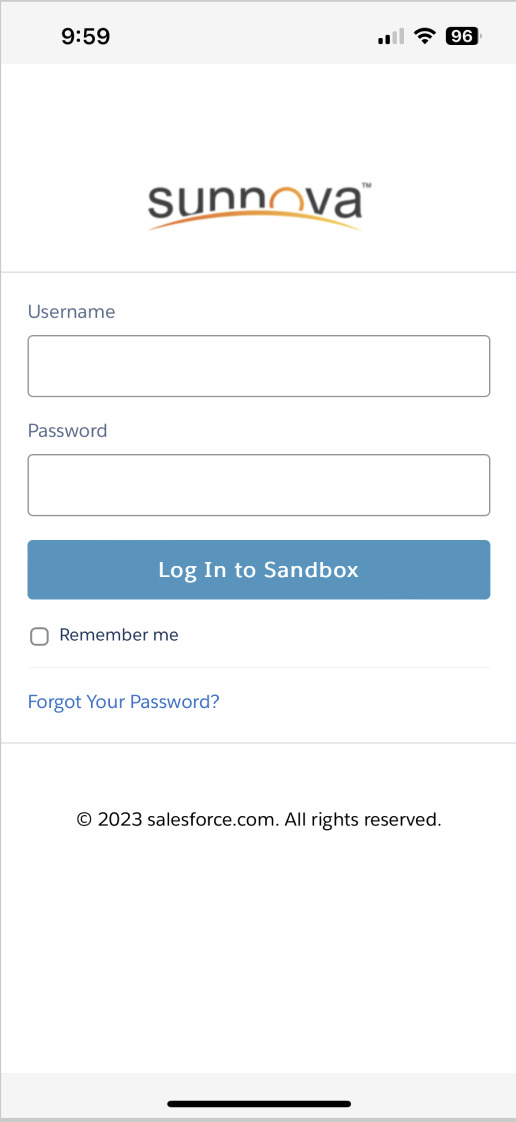 9:59
96
sunnova™
Username
Password
Log In to Sandbox
Remember me
Forgot Your Password?
© 2023 salesforce.com. All rights reserved.